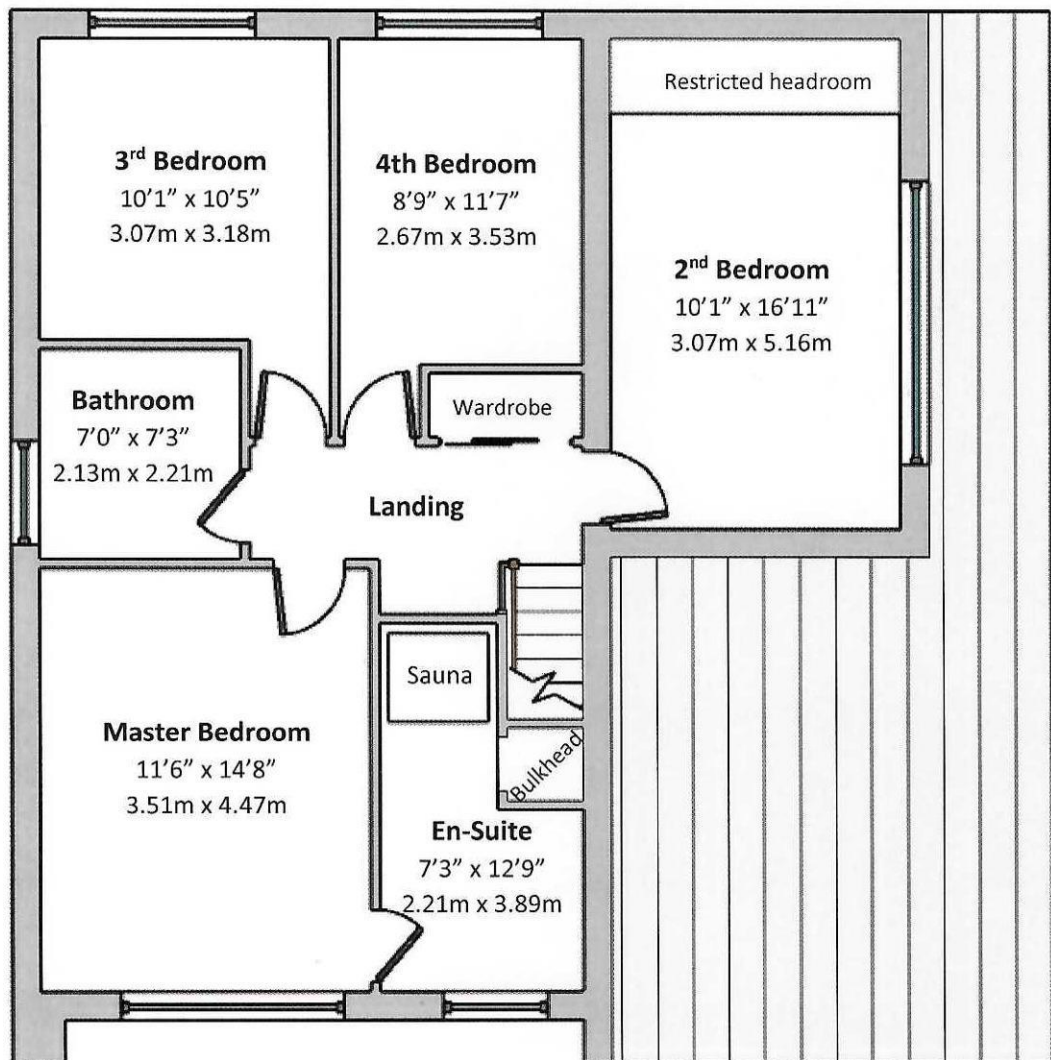 Restricted headroom
3rd Bedroom
10’1” x 10’5”
3.07m x 3.18m
4th Bedroom
8’9” x 11’7”
2.67m x 3.53m
2nd Bedroom
10’1” x 16’11”
3.07m x 5.16m
Bathroom
7’0” x 7’3”
2.13m x 2.21m
Wardrobe
Landing
Sauna
Master Bedroom
11’6” x 14’8”
3.51m x 4.47m
Bulkhead
En-Suite
7’3” x 12’9”
2.21m x 3.89m